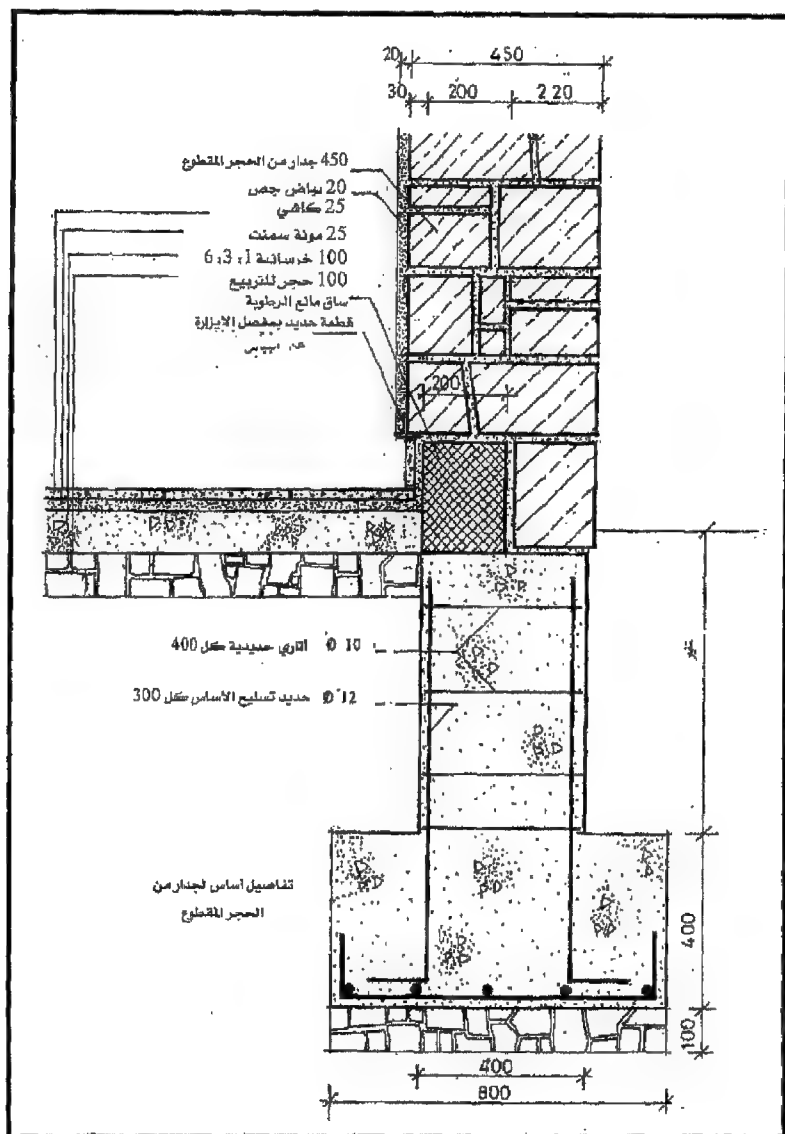 20 450
30 200 220
450 جدار من الحجر المقطوع
20 بياض جص
25 كاشي
25 مونة سمنت
100 خرسانة 1، 3، 6
100 حجر للتربيع
ساق مانع الرطوبة
قطعة حديد بمفصل الإيزارة
200
Ø 10 اتاري حديدية كل 400
Ø 12 حديد تسليح الاساس كل 300
تفاصيل أساس لجدار من
الحجر المقطوع
400
100
400
800